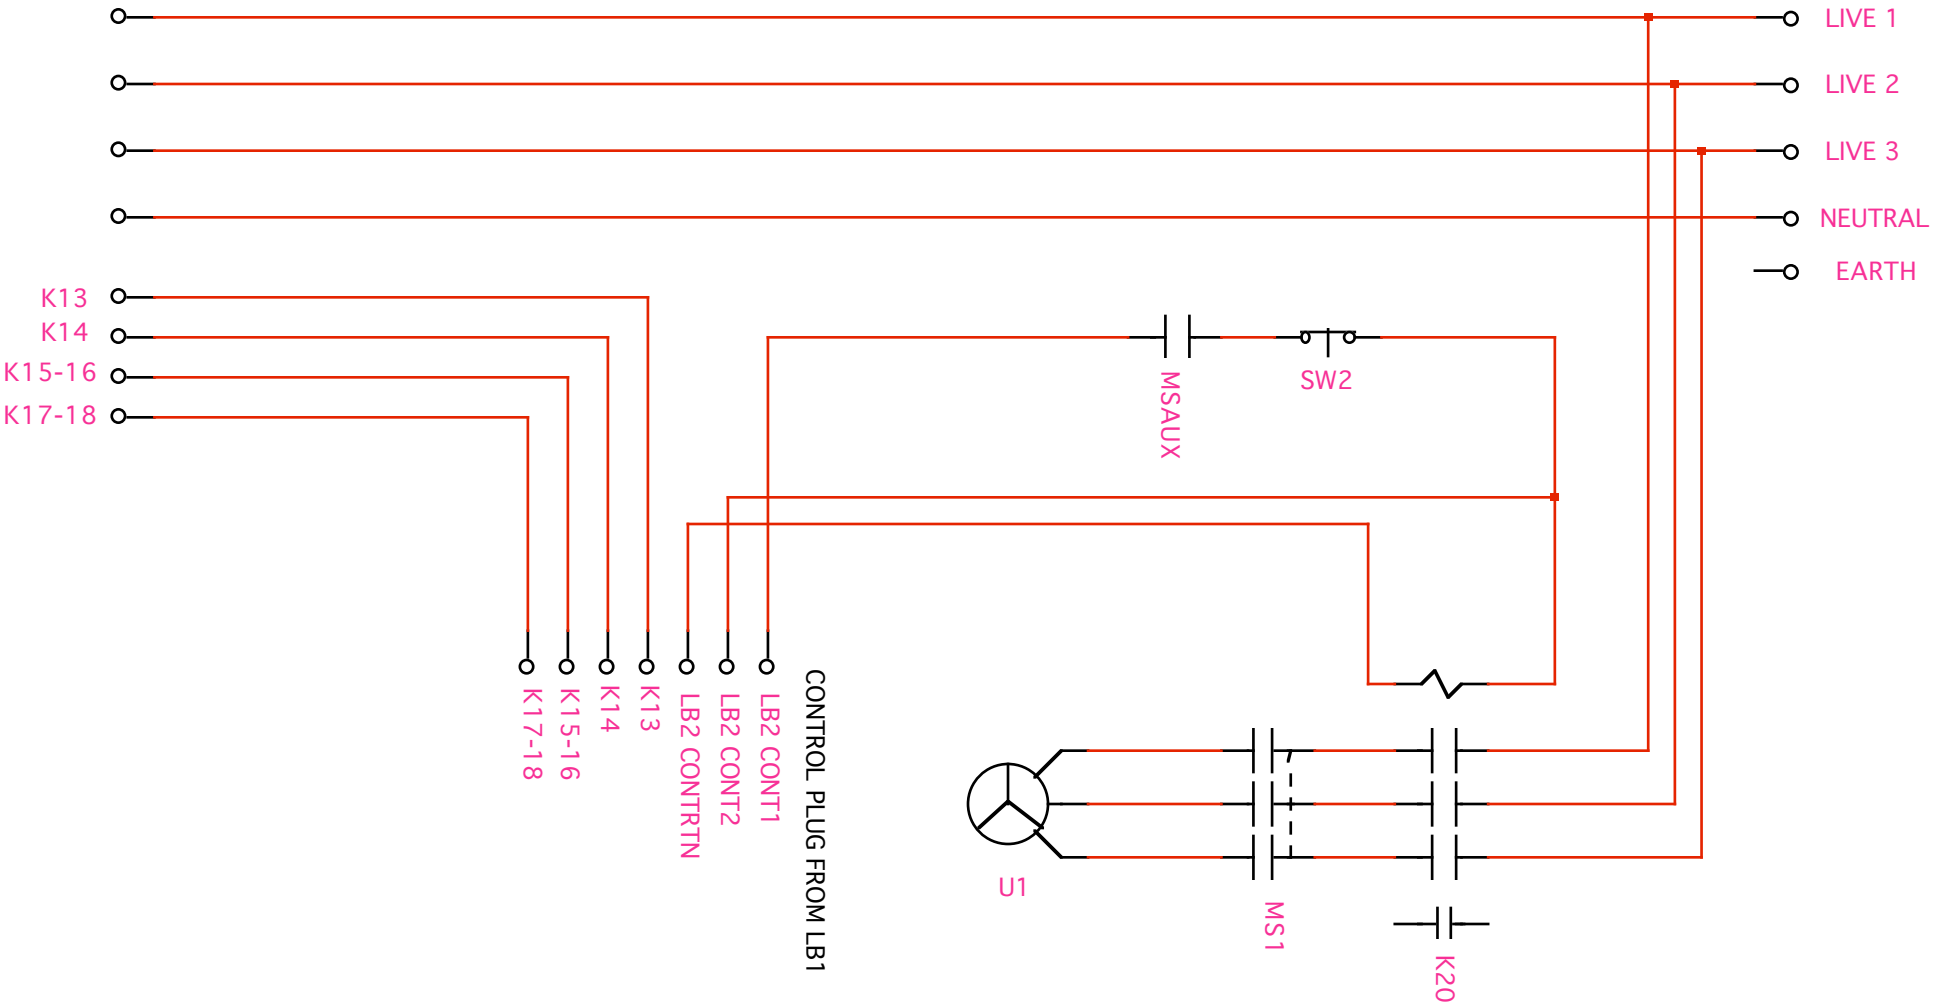 LIVE 1
LIVE 2
LIVE 3
NEUTRAL
EARTH
K13
K14
K15-16
K17-18
MSAUX
SW2
K17-18
K15-16
K14
K13
LB2 CONTRTN
LB2 CONT2
LB2 CONT1
CONTROL PLUG FROM LB1
U1
MS1
K20